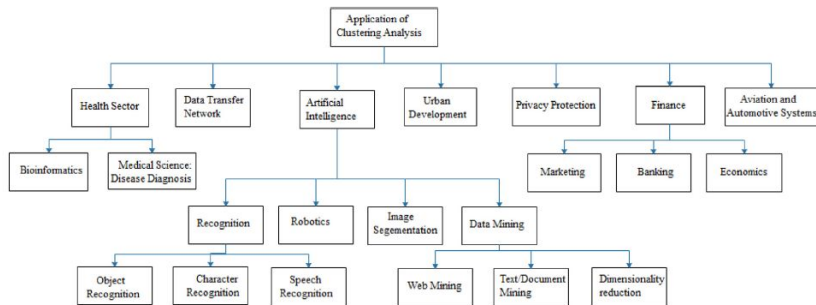 Application of
Clustering Analysis
Health Sector
Data Transfer
Network
Artificial
Intelligence
Urban
Development
Privacy Protection
Finance
Aviation and
Automotive Systems
Bioinformatics
Medical Science:
Disease Diagnosis
Marketing
Banking
Economics
Recognition
Robotics
Image
Segementation
Data Mining
Object
Recognition
Character
Recognition
Speech
Recognition
Web Mining
Text/Document
Mining
Dimensionality
reduction